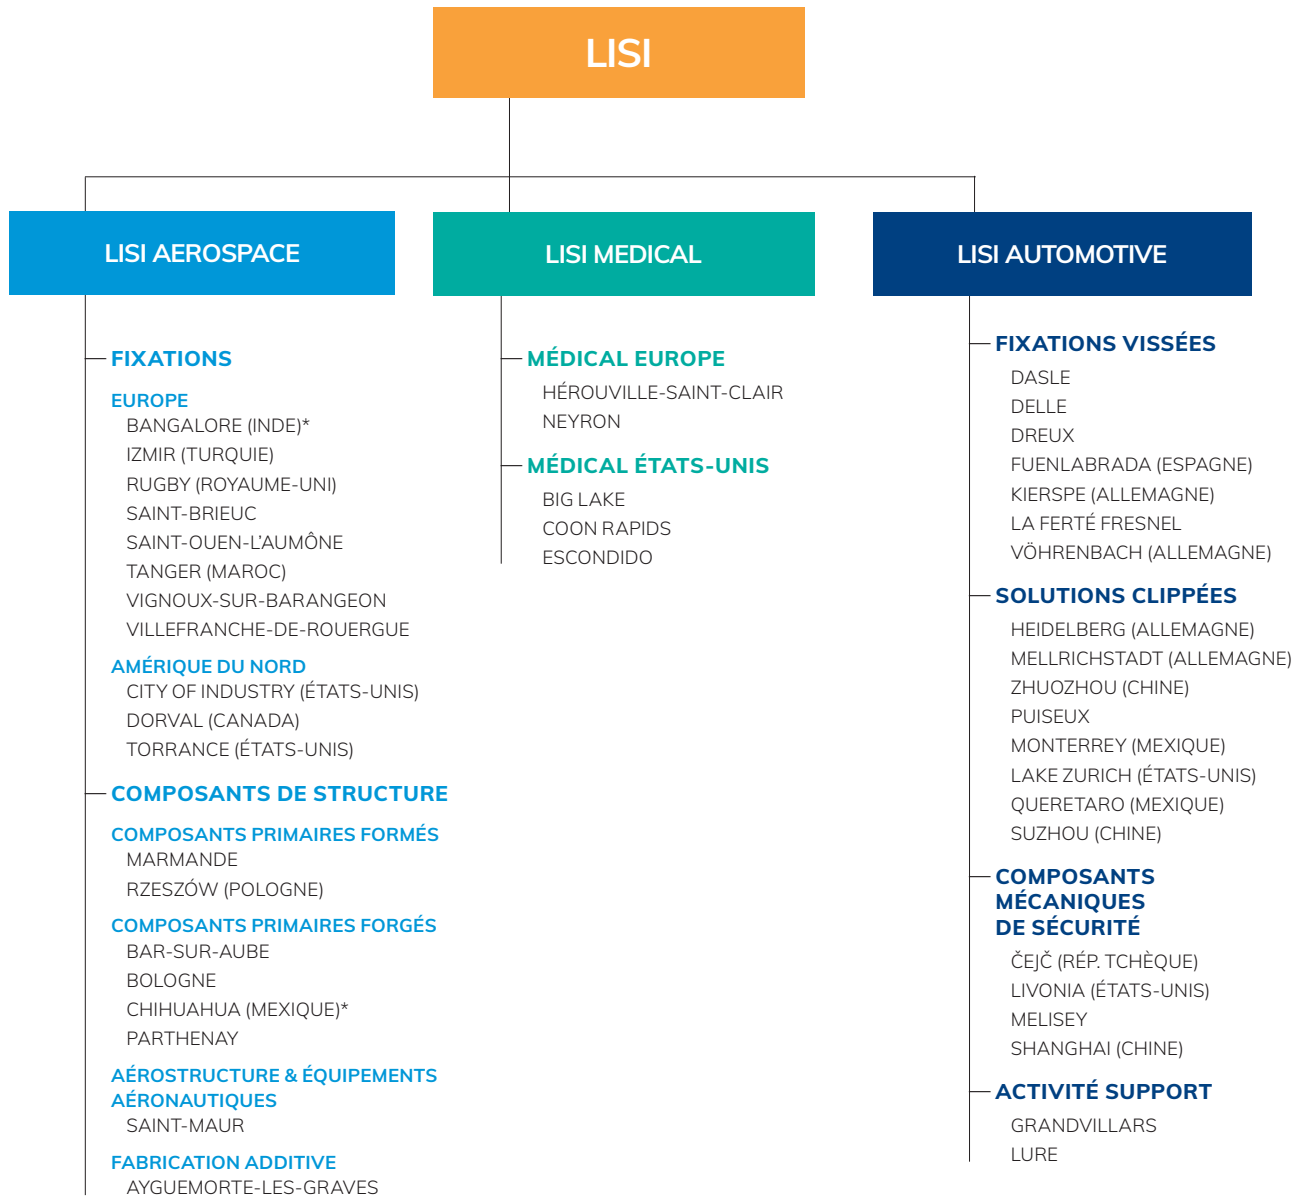 LISI
LISI AEROSPACE
FIXATIONS
EUROPE
BANGALORE (INDE)*
IZMIR (TURQUIE)
RUGBY (ROYAUME-UNI)
SAINT-BRIEUC
SAINT-OUEN-L'AUMÔNE
TANGER (MAROC)
VIGNOUX-SUR-BARANGEON
VILLEFRANCHE-DE-ROUERGUE
AMÉRIQUE DU NORD
CITY OF INDUSTRY (ÉTATS-UNIS)
DORVAL (CANADA)
TORRANCE (ÉTATS-UNIS)
COMPOSANTS DE STRUCTURE
COMPOSANTS PRIMAIRES FORMÉS
MARMANDE
RZESZÓW (POLOGNE)
COMPOSANTS PRIMAIRES FORGÉS
BAR-SUR-AUBE
BOLOGNE
CHIHUAHUA (MEXIQUE)*
PARTHENAY
AÉROSTRUCTURE & ÉQUIPEMENTS
AÉRONAUTIQUES
SAINT-MAUR
FABRICATION ADDITIVE
AYGUEMORTE-LES-GRAVES
LISI MEDICAL
MÉDICAL EUROPE
HÉROUVILLE-SAINT-CLAIR
NEYRON
MÉDICAL ÉTATS-UNIS
BIG LAKE
COON RAPIDS
ESCONDIDO
LISI AUTOMOTIVE
FIXATIONS VISSÉES
DASLE
DELLE
DREUX
FUENLABRADA (ESPAGNE)
KIERSPE (ALLEMAGNE)
LA FERTÉ FRESNEL
VÖHRENBACH (ALLEMAGNE)
SOLUTIONS CLIPPÉES
HEIDELBERG (ALLEMAGNE)
MELLRICHSTADT (ALLEMAGNE)
ZHUOZHOU (CHINE)
PUISEUX
MONTERREY (MEXIQUE)
LAKE ZURICH (ÉTATS-UNIS)
QUERETARO (MEXIQUE)
SUZHOU (CHINE)
COMPOSANTS
MÉCANIQUES
DE SÉCURITÉ
ČEJČ (RÉP. TCHÈQUE)
LIVONIA (ÉTATS-UNIS)
MELISEY
SHANGHAI (CHINE)
ACTIVITÉ SUPPORT
GRANDVILLARS
LURE